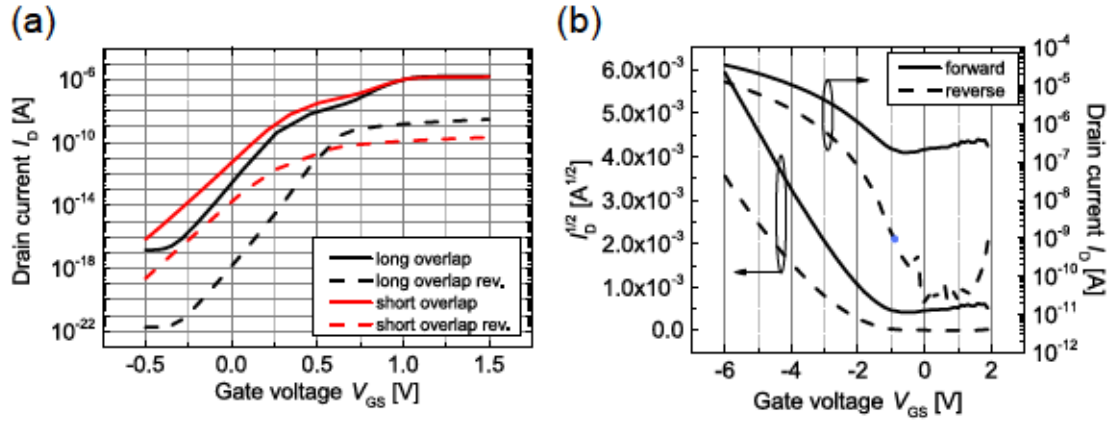 (a)
Drain current I_D [A]
10^-6
10^-10
10^-14
10^-18
10^-22
long overlap
long overlap rev.
short overlap
short overlap rev.
-0.5 0.0 0.5 1.0 1.5
Gate voltage V_GS [V]
(b)
I_D^1/2 [A^1/2]
6.0x10^-3
5.0x10^-3
4.0x10^-3
3.0x10^-3
2.0x10^-3
1.0x10^-3
0.0
forward
reverse
10^-4
10^-5
10^-6
10^-7
10^-8
10^-9
10^-10
10^-11
10^-12
Drain current I_D [A]
-6 -4 -2 0 2
Gate voltage V_GS [V]